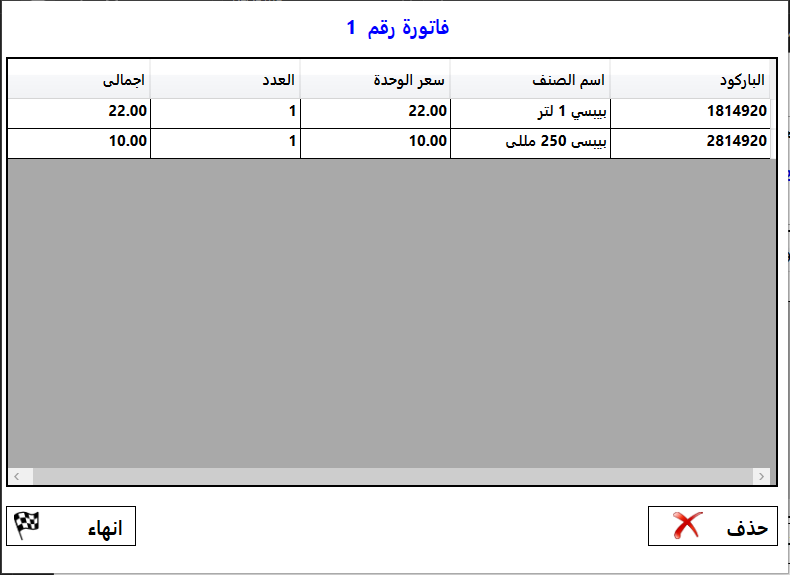 فاتورة رقم 1
الباركود اسم الصنف سعر الوحدة العدد اجمالى
1814920 بيبسي 1 لتر 22.00 1 22.00
2814920 بيبسى 250 مللى 10.00 1 10.00
حذف انهاء